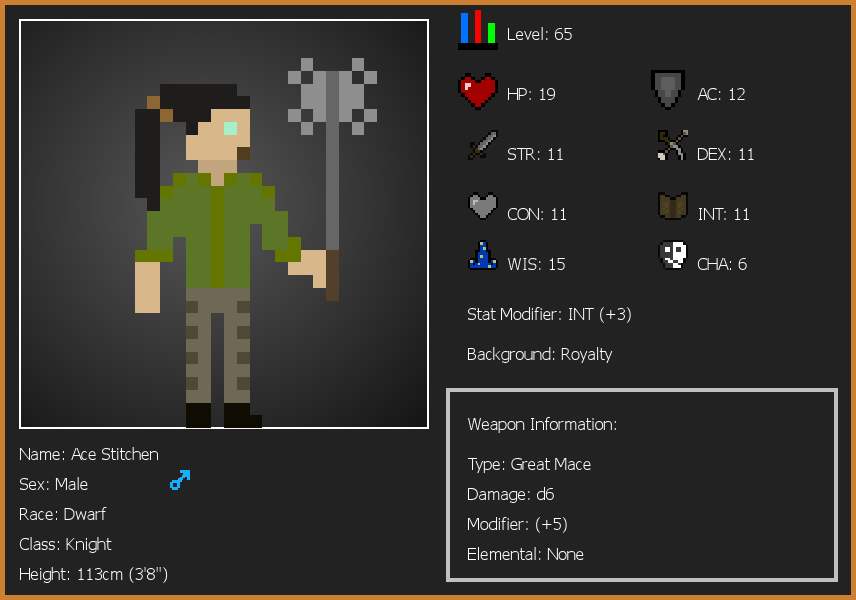 Level: 65
HP: 19
AC: 12
STR: 11
DEX: 11
CON: 11
INT: 11
WIS: 15
CHA: 6
Stat Modifier: INT (+3)
Background: Royalty
Weapon Information:
Type: Great Mace
Damage: d6
Modifier: (+5)
Elemental: None
Name: Ace Stitchen
Sex: Male
Race: Dwarf
Class: Knight
Height: 113cm (3'8")